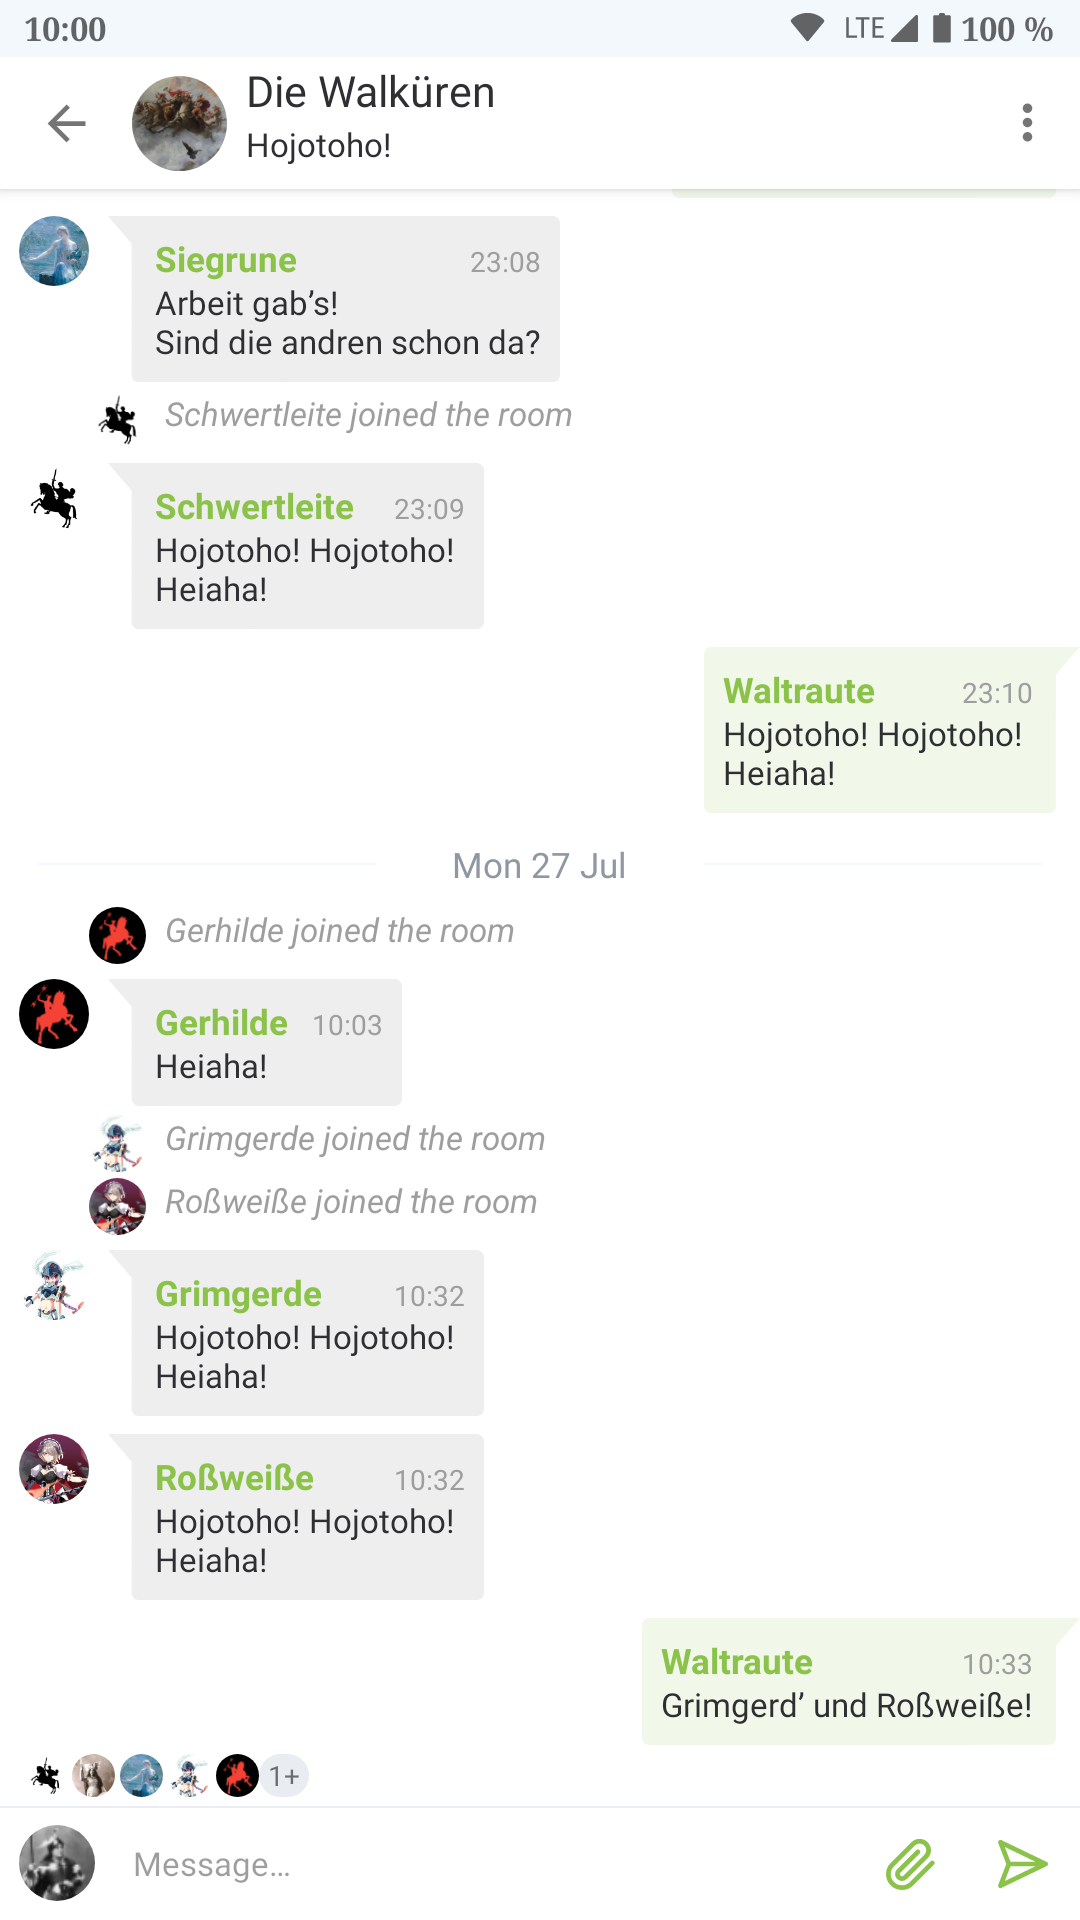 10:00
LTE 100 %
Die Walküren
Hojotoho!
Siegrune 23:08
Arbeit gab’s!
Sind die andren schon da?
Schwertleite joined the room
Schwertleite 23:09
Hojotoho! Hojotoho!
Heiaha!
Waltraute 23:10
Hojotoho! Hojotoho!
Heiaha!
Mon 27 Jul
Gerhilde joined the room
Gerhilde 10:03
Heiaha!
Grimgerde joined the room
Roßweiße joined the room
Grimgerde 10:32
Hojotoho! Hojotoho!
Heiaha!
Roßweiße 10:32
Hojotoho! Hojotoho!
Heiaha!
Waltraute 10:33
Grimgerd’ und Roßweiße!
1+
Message…